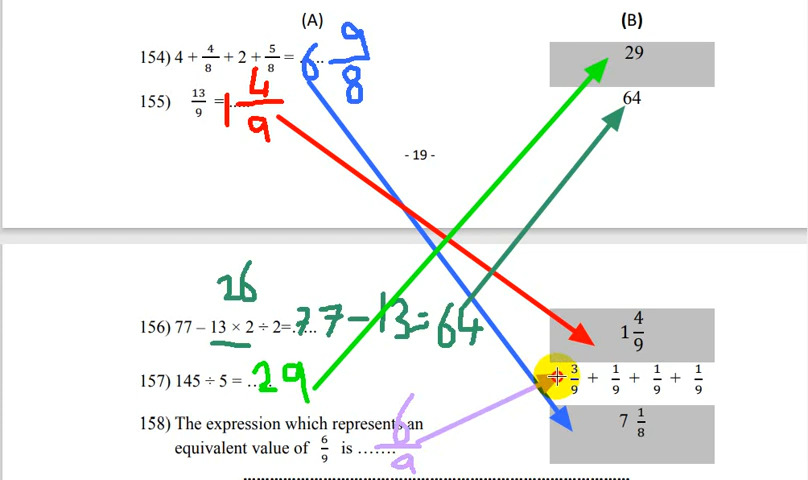 (A) (B)
154) 4 + 4/8 + 2 + 5/8 = ..... 6 9/8 29
155) 13/9 = .. 1 4/9 64
- 19 -
26
156) 77 – 13 × 2 ÷ 2=..... 77 - 13 = 64 1 4/9
157) 145 ÷ 5 = .... 29 3/9 + 1/9 + 1/9 + 1/9
158) The expression which represents an 7 1/8
equivalent value of 6/9 is ....... 6/9